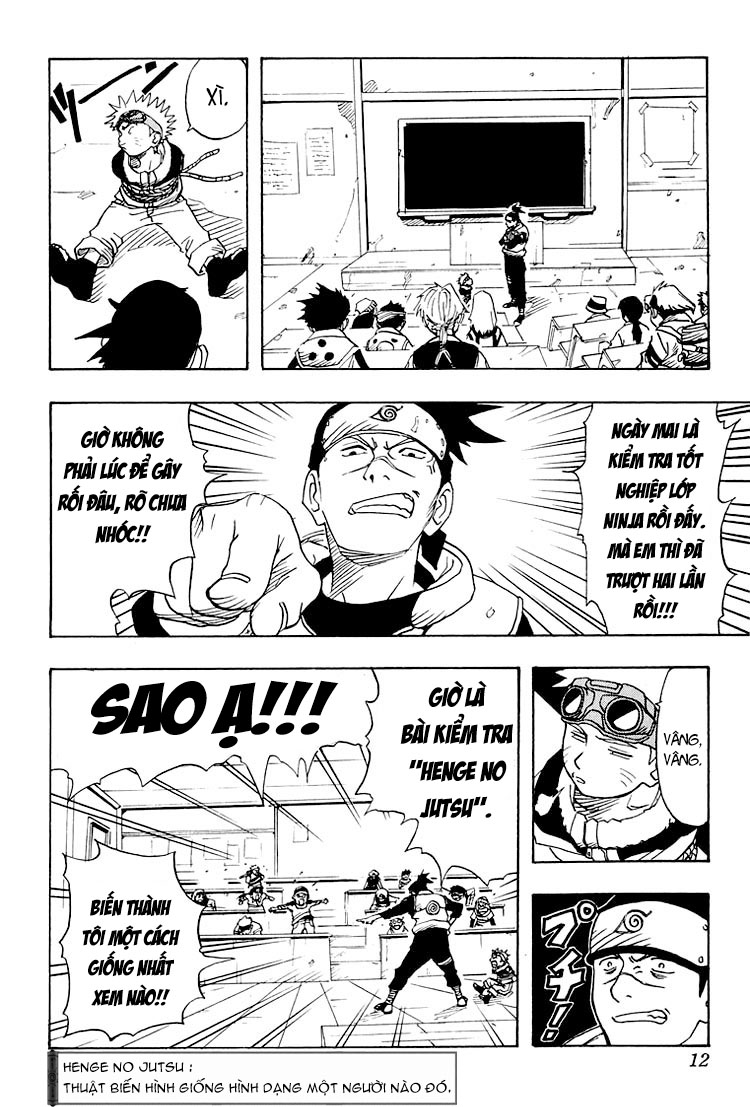 XÌ.
NGÀY MAI LÀ
KIỂM TRA TỐT
NGHIỆP LỚP
NINJA RỒI ĐẤY.
MÀ EM THÌ ĐÃ
TRƯỢT HAI LẦN
RỒI!!!
GIỜ KHÔNG
PHẢI LÚC ĐỂ GÂY
RỐI ĐÂU, RÕ CHƯA
NHÓC!!
VÂNG,
VÂNG.
プチ!
GIỜ LÀ
BÀI KIỂM TRA
"HENGE NO
JUTSU".
SAO Ạ!!!
BIẾN THÀNH
TÔI MỘT CÁCH
GIỐNG NHẤT
XEM NÀO!!
12
HENGE NO JUTSU :
THUẬT BIẾN HÌNH GIỐNG HÌNH DẠNG MỘT NGƯỜI NÀO ĐÓ.